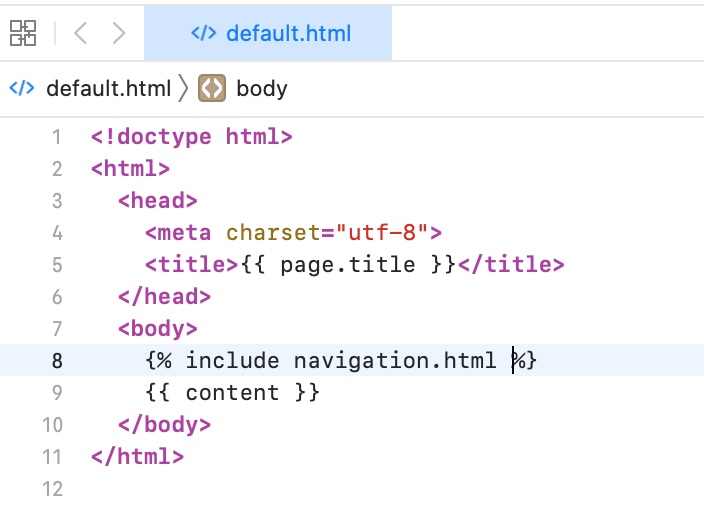 default.html
default.html body
1 <!doctype html>
2 <html>
3 <head>
4 <meta charset="utf-8">
5 <title>{{ page.title }}</title>
6 </head>
7 <body>
8 {% include navigation.html %}
9 {{ content }}
10 </body>
11 </html>
12